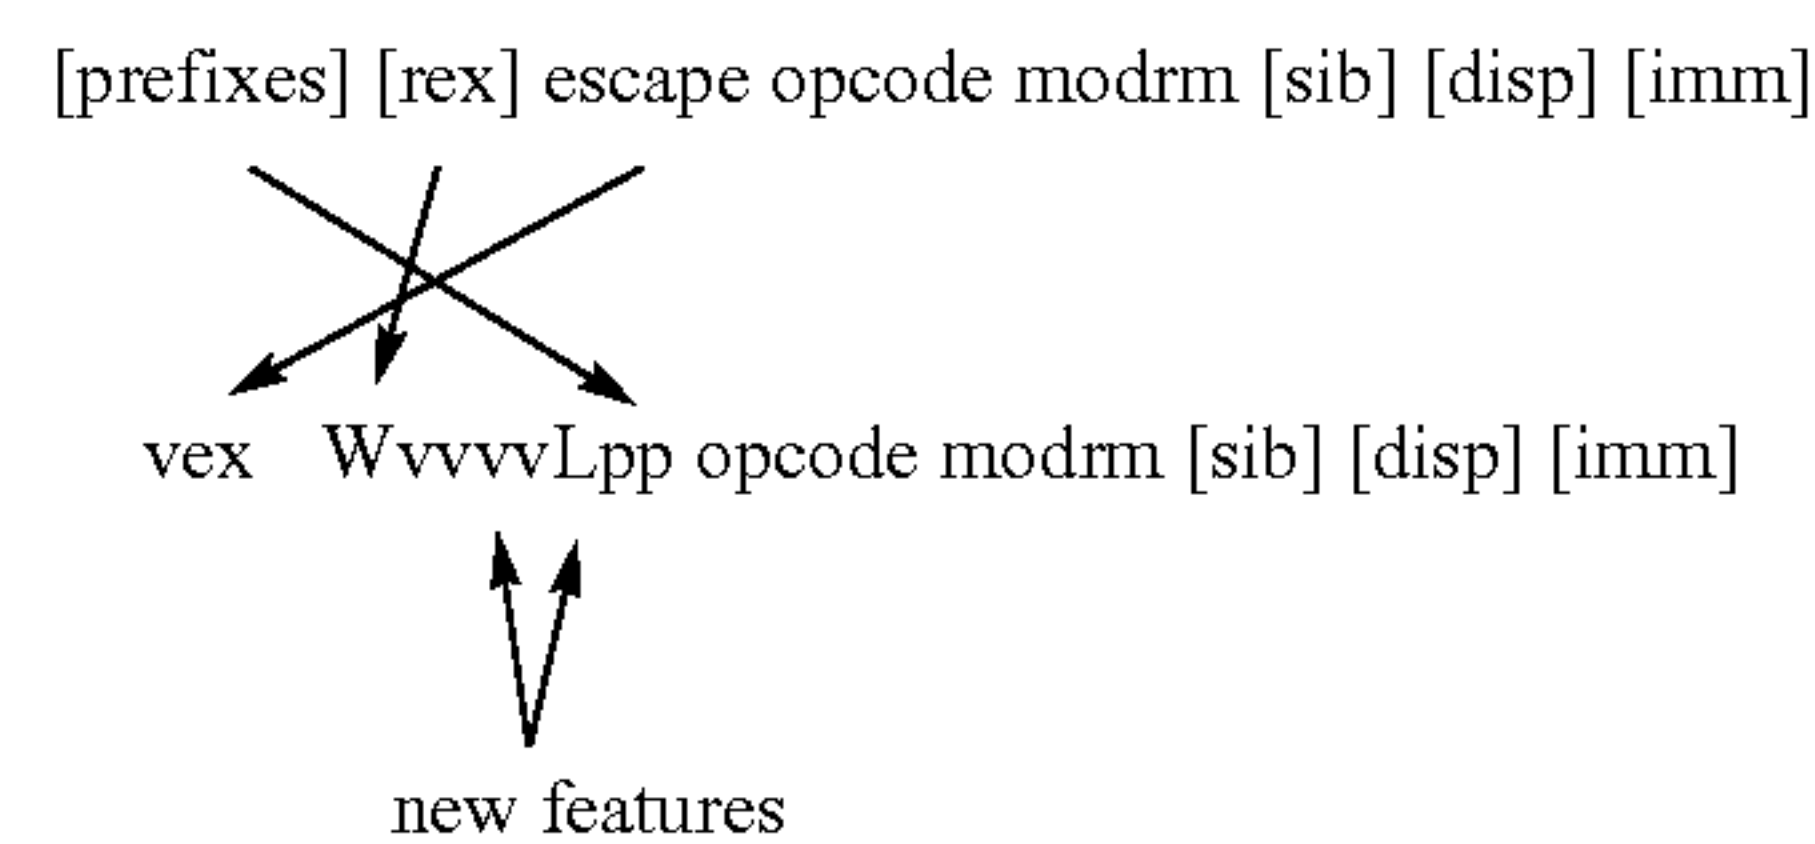 [prefixes] [rex] escape opcode modrm [sib] [disp] [imm]
vex WvvvvLpp opcode modrm [sib] [disp] [imm]
new features